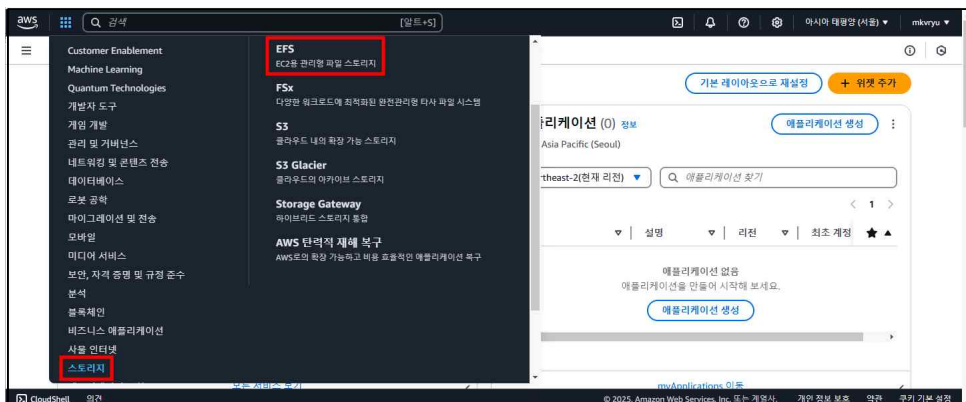 aws
검색
[알트+S]
아시아 태평양 (서울) ▼
mkvryu ▼
Customer Enablement
Machine Learning
Quantum Technologies
개발자 도구
게임 개발
관리 및 거버넌스
네트워킹 및 콘텐츠 전송
데이터베이스
로봇 공학
마이그레이션 및 전송
모바일
미디어 서비스
보안, 자격 증명 및 규정 준수
분석
블록체인
비즈니스 애플리케이션
사물 인터넷
스토리지
EFS
EC2용 관리형 파일 스토리지
FSx
다양한 워크로드에 최적화된 완전관리형 타사 파일 시스템
S3
클라우드 내의 확장 가능 스토리지
S3 Glacier
클라우드의 아카이브 스토리지
Storage Gateway
하이브리드 스토리지 통합
AWS 탄력적 재해 복구
AWS로의 확장 가능하고 비용 효율적인 애플리케이션 복구
기본 레이아웃으로 재설정
+ 위젯 추가
리케이션 (0) 정보
애플리케이션 생성
Asia Pacific (Seoul)
rtheast-2(현재 리전) ▼
애플리케이션 찾기
< 1 >
설명
리전
최초 계정
애플리케이션 없음
애플리케이션을 만들어 시작해 보세요.
애플리케이션 생성
모든 서비스 보기
myApplications 이동
CloudShell
의견
© 2025, Amazon Web Services, Inc. 또는 계열사.
개인 정보 보호
약관
쿠키 기본 설정